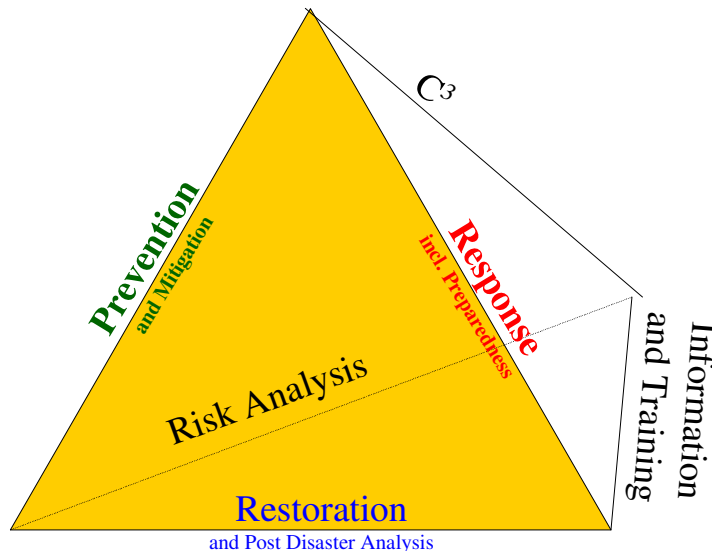 C³
Prevention
and Mitigation
Response
incl. Preparedness
Risk Analysis
Information
and Training
Restoration
and Post Disaster Analysis